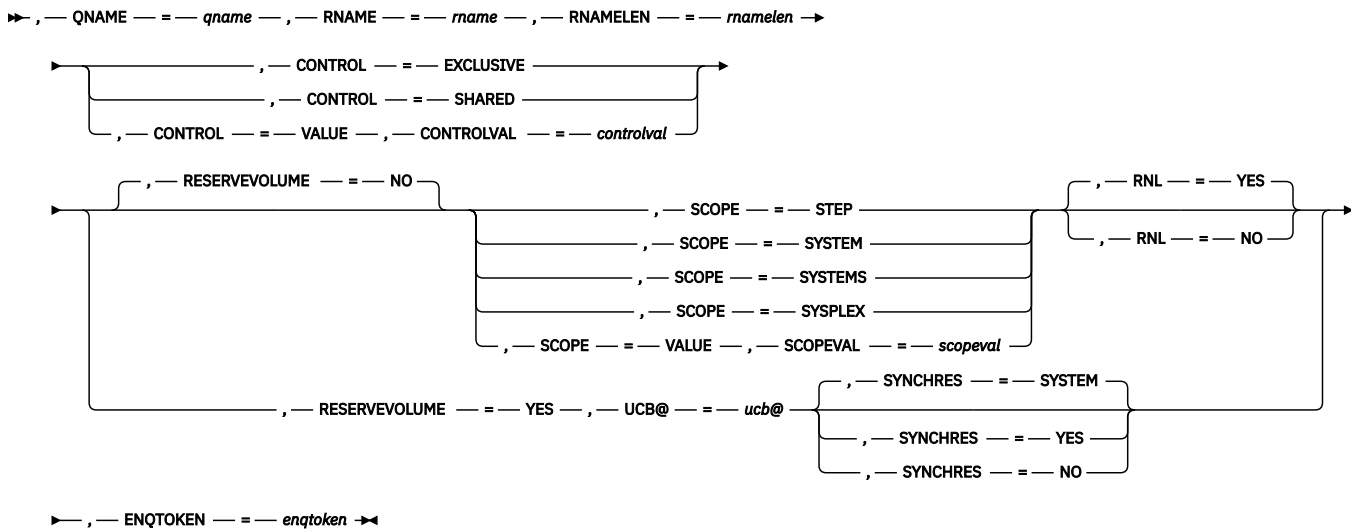 , QNAME = qname , RNAME = rname , RNAMELEN = rnamelen
, CONTROL = EXCLUSIVE
, CONTROL = SHARED
, CONTROL = VALUE , CONTROLVAL = controlval
, RESERVEVOLUME = NO
, SCOPE = STEP
, SCOPE = SYSTEM
, SCOPE = SYSTEMS
, SCOPE = SYSPLEX
, SCOPE = VALUE , SCOPEVAL = scopeval
, RNL = YES
, RNL = NO
, RESERVEVOLUME = YES , UCB@ = ucb@
, SYNCHRES = SYSTEM
, SYNCHRES = YES
, SYNCHRES = NO
, ENQTOKEN = enqtoken